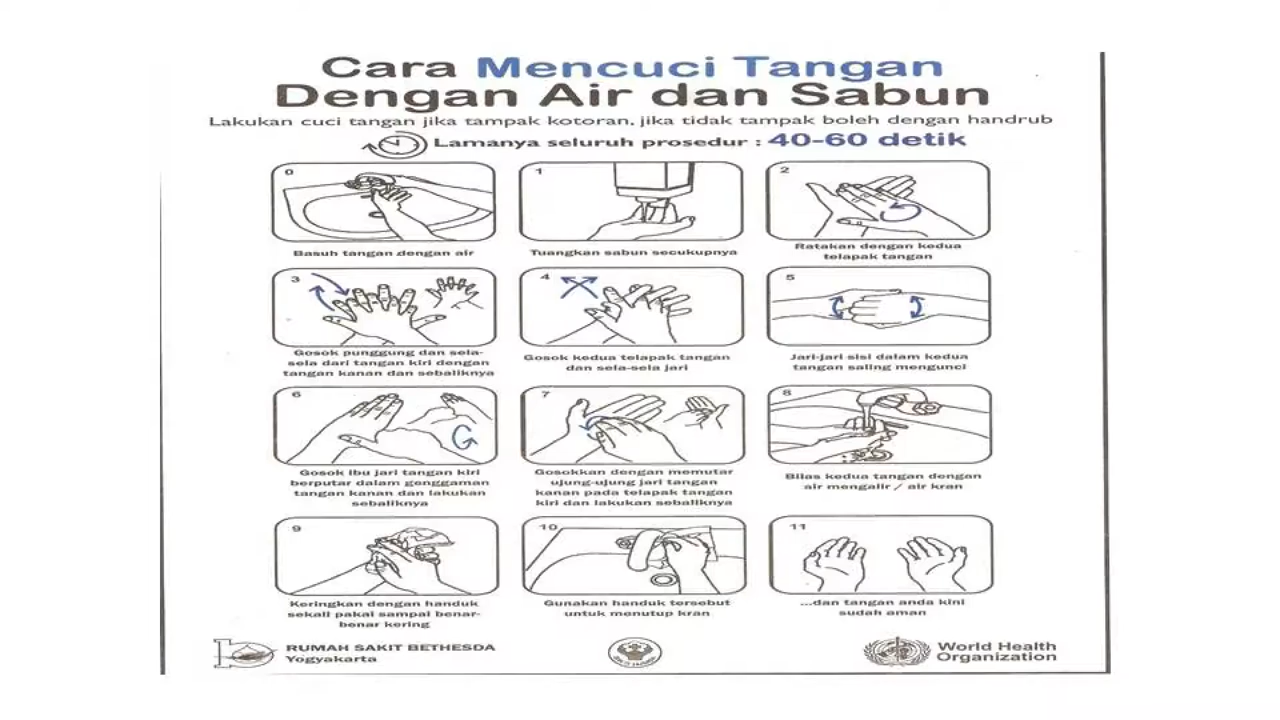 Cara Mencuci Tangan
Dengan Air dan Sabun
Lakukan cuci tangan jika tampak kotoran, jika tidak tampak boleh dengan handrub
Lamanya seluruh prosedur : 40-60 detik
0
Basuh tangan dengan air
1
Tuangkan sabun secukupnya
2
Ratakan dengan kedua
telapak tangan
3
Gosok punggung dan sela-
sela dari tangan kiri dengan
tangan kanan dan sebaliknya
4
Gosok kedua telapak tangan
dan sela-sela jari
5
Jari-jari sisi dalam kedua
tangan saling mengunci
6
Gosok ibu jari tangan kiri
berputar dalam genggaman
tangan kanan dan lakukan
sebaliknya
7
Gosokkan dengan memutar
ujung-ujung jari tangan
kanan pada telapak tangan
kiri dan lakukan sebaliknya
8
Bilas kedua tangan dengan
air mengalir / air kran
9
Keringkan dengan handuk
sekali pakai sampai benar-
benar kering
10
Gunakan handuk tersebut
untuk menutup kran
11
...dan tangan anda kini
sudah aman
RUMAH SAKIT BETHESDA
Yogyakarta
World Health
Organization